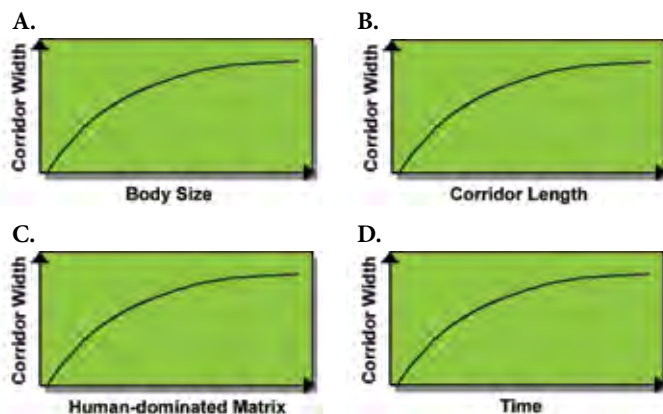 A.
Corridor Width
Body Size
B.
Corridor Width
Corridor Length
C.
Corridor Width
Human-dominated Matrix
D.
Corridor Width
Time